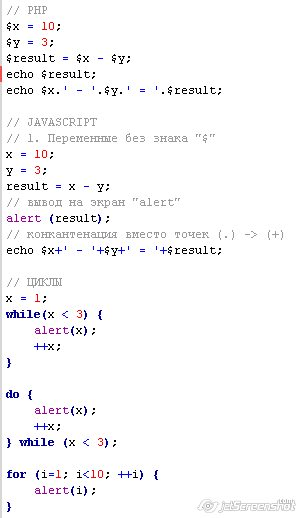 // PHP
$x = 10;
$y = 3;
$result = $x - $y;
echo $result;
echo $x.' - '.$y.' = '.$result;

// JAVASCRIPT
// 1. Переменные без знака "$"
x = 10;
y = 3;
result = x - y;
// вывод на экран "alert"
alert (result);
// конкантенация вместо точек (.) -> (+)
echo $x+' - '+$y+' = '+$result;

// ЦИКЛЫ
x = 1;
while(x < 3) {
    alert(x);
    ++x;
}

do {
    alert(x);
    ++x;
} while (x < 3);

for (i=1; i<10; ++i) {
    alert(i);
}
jetScreenshot